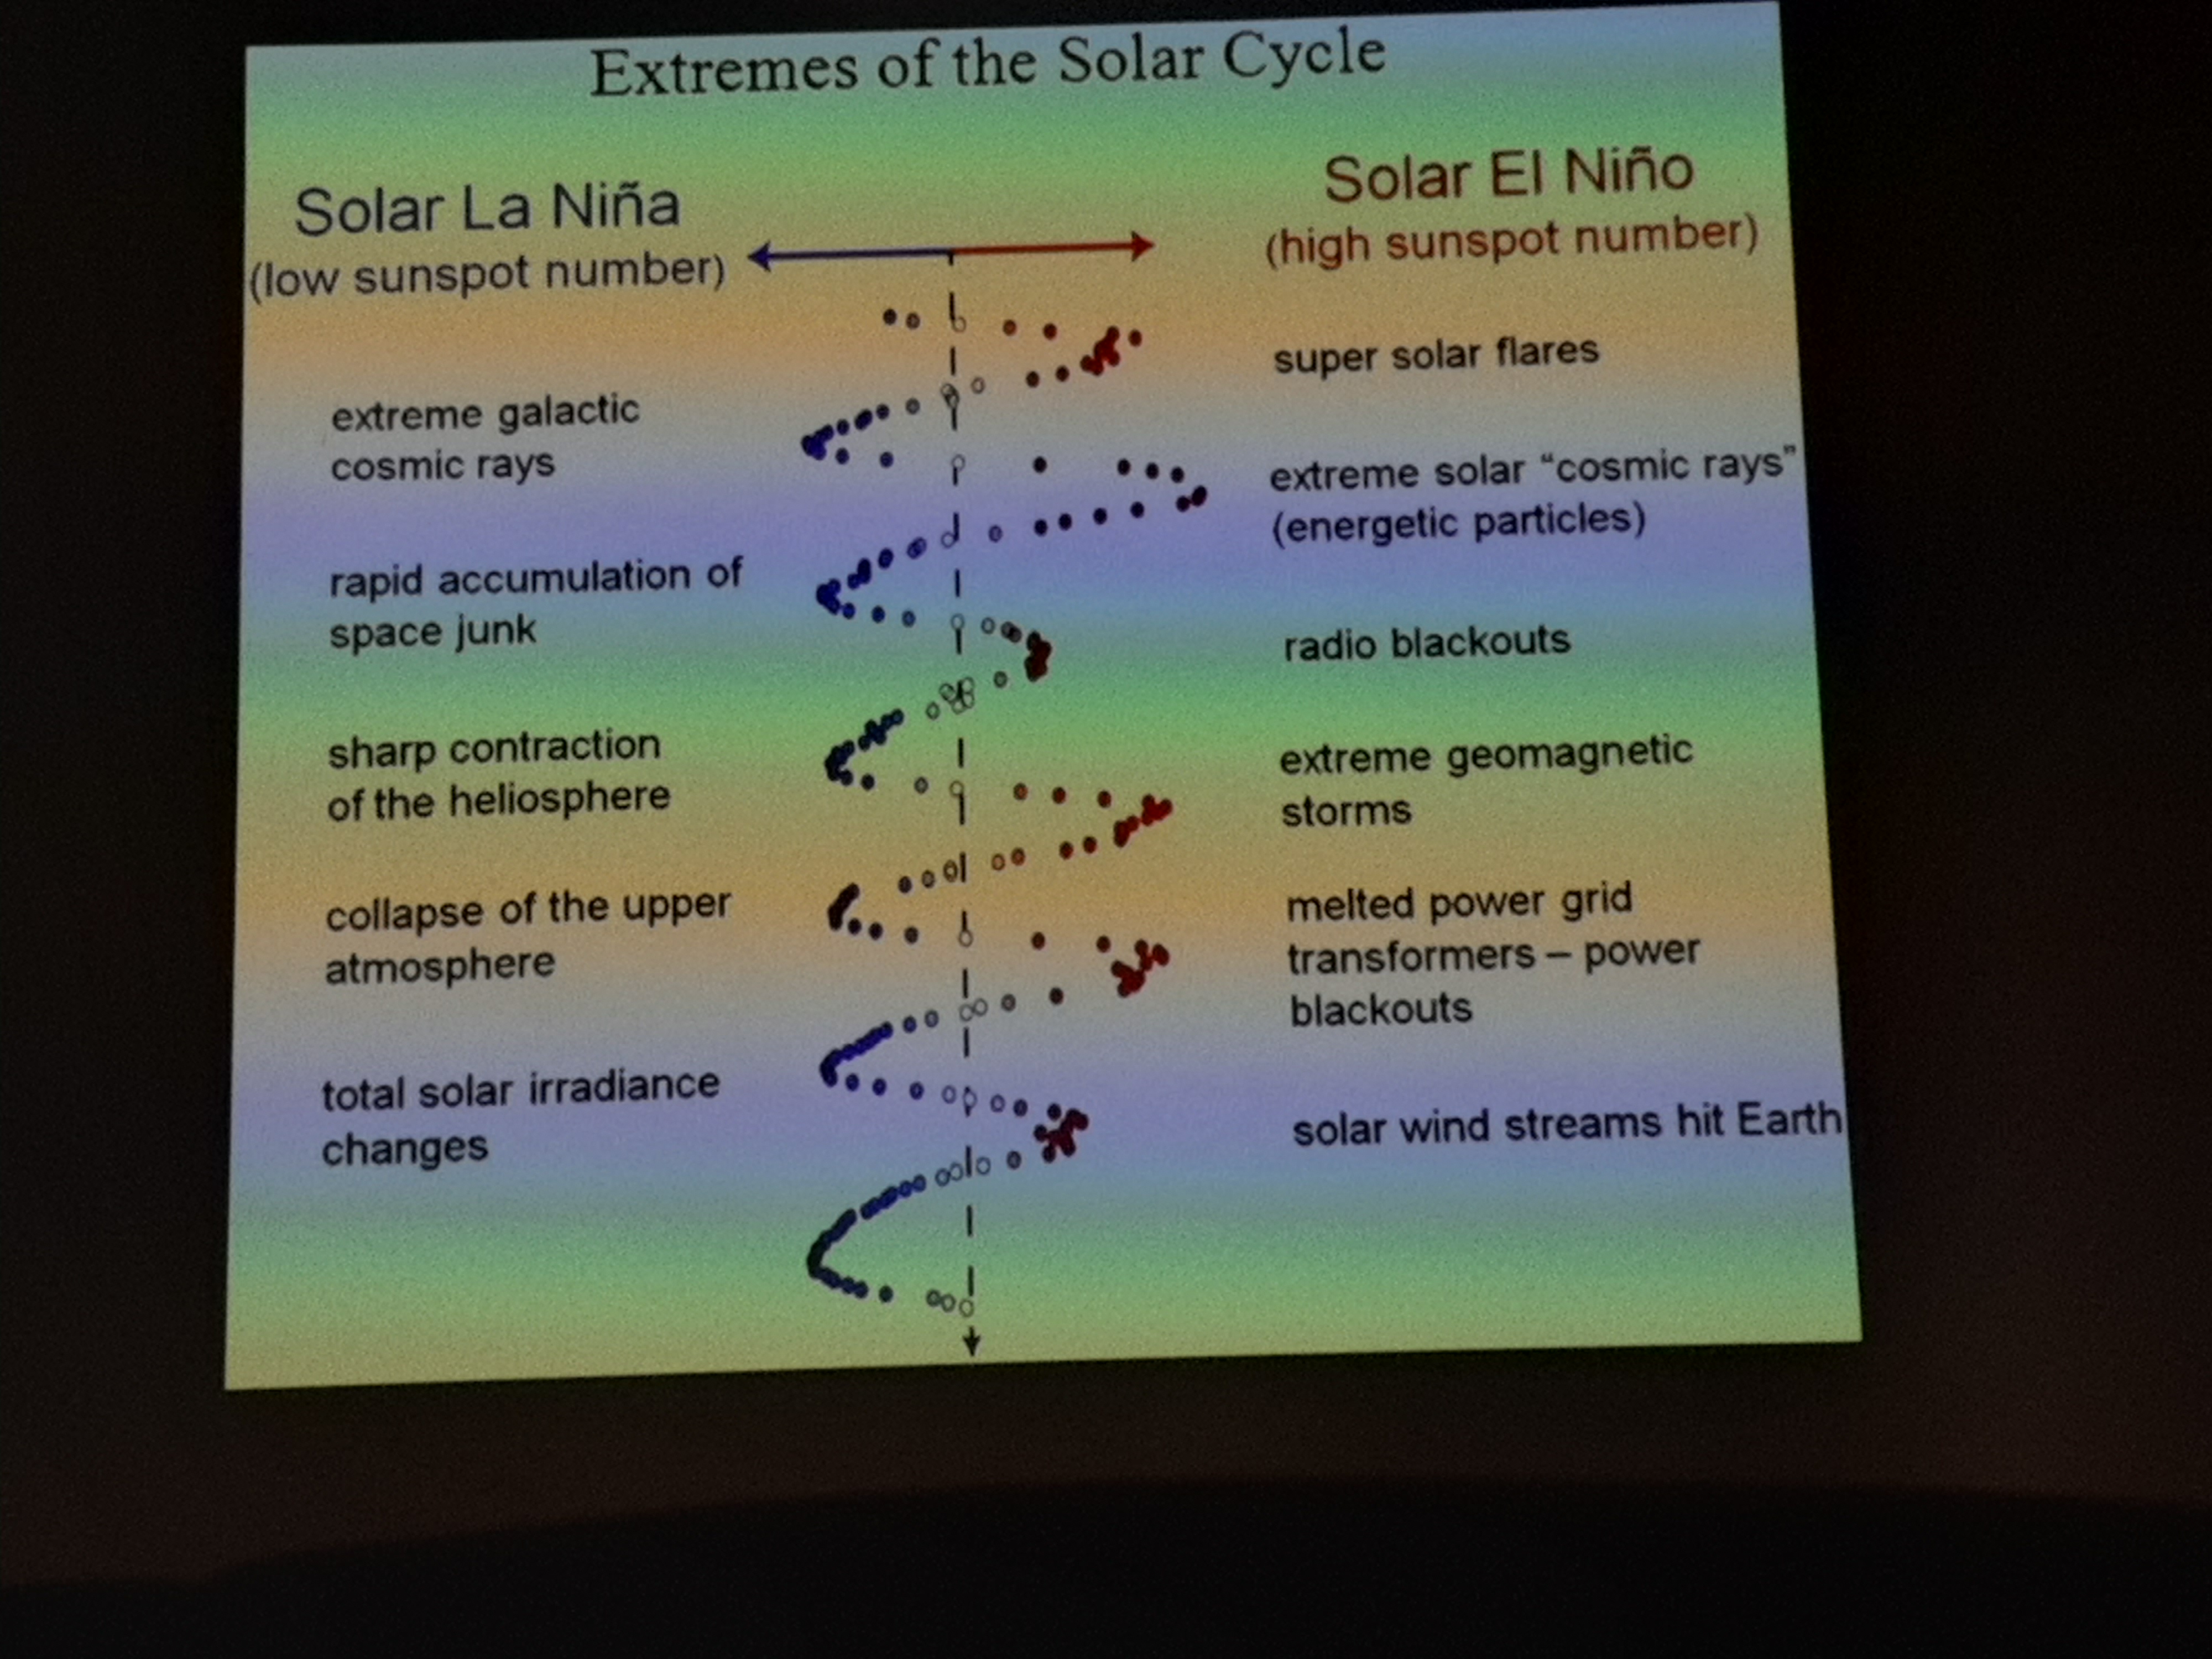 Extremes of the Solar Cycle
Solar La Niña
(low sunspot number)
extreme galactic
cosmic rays
rapid accumulation of
space junk
sharp contraction
of the heliosphere
collapse of the upper
atmosphere
total solar irradiance
changes
Solar El Niño
(high sunspot number)
super solar flares
extreme solar “cosmic rays”
(energetic particles)
radio blackouts
extreme geomagnetic
storms
melted power grid
transformers – power
blackouts
solar wind streams hit Earth